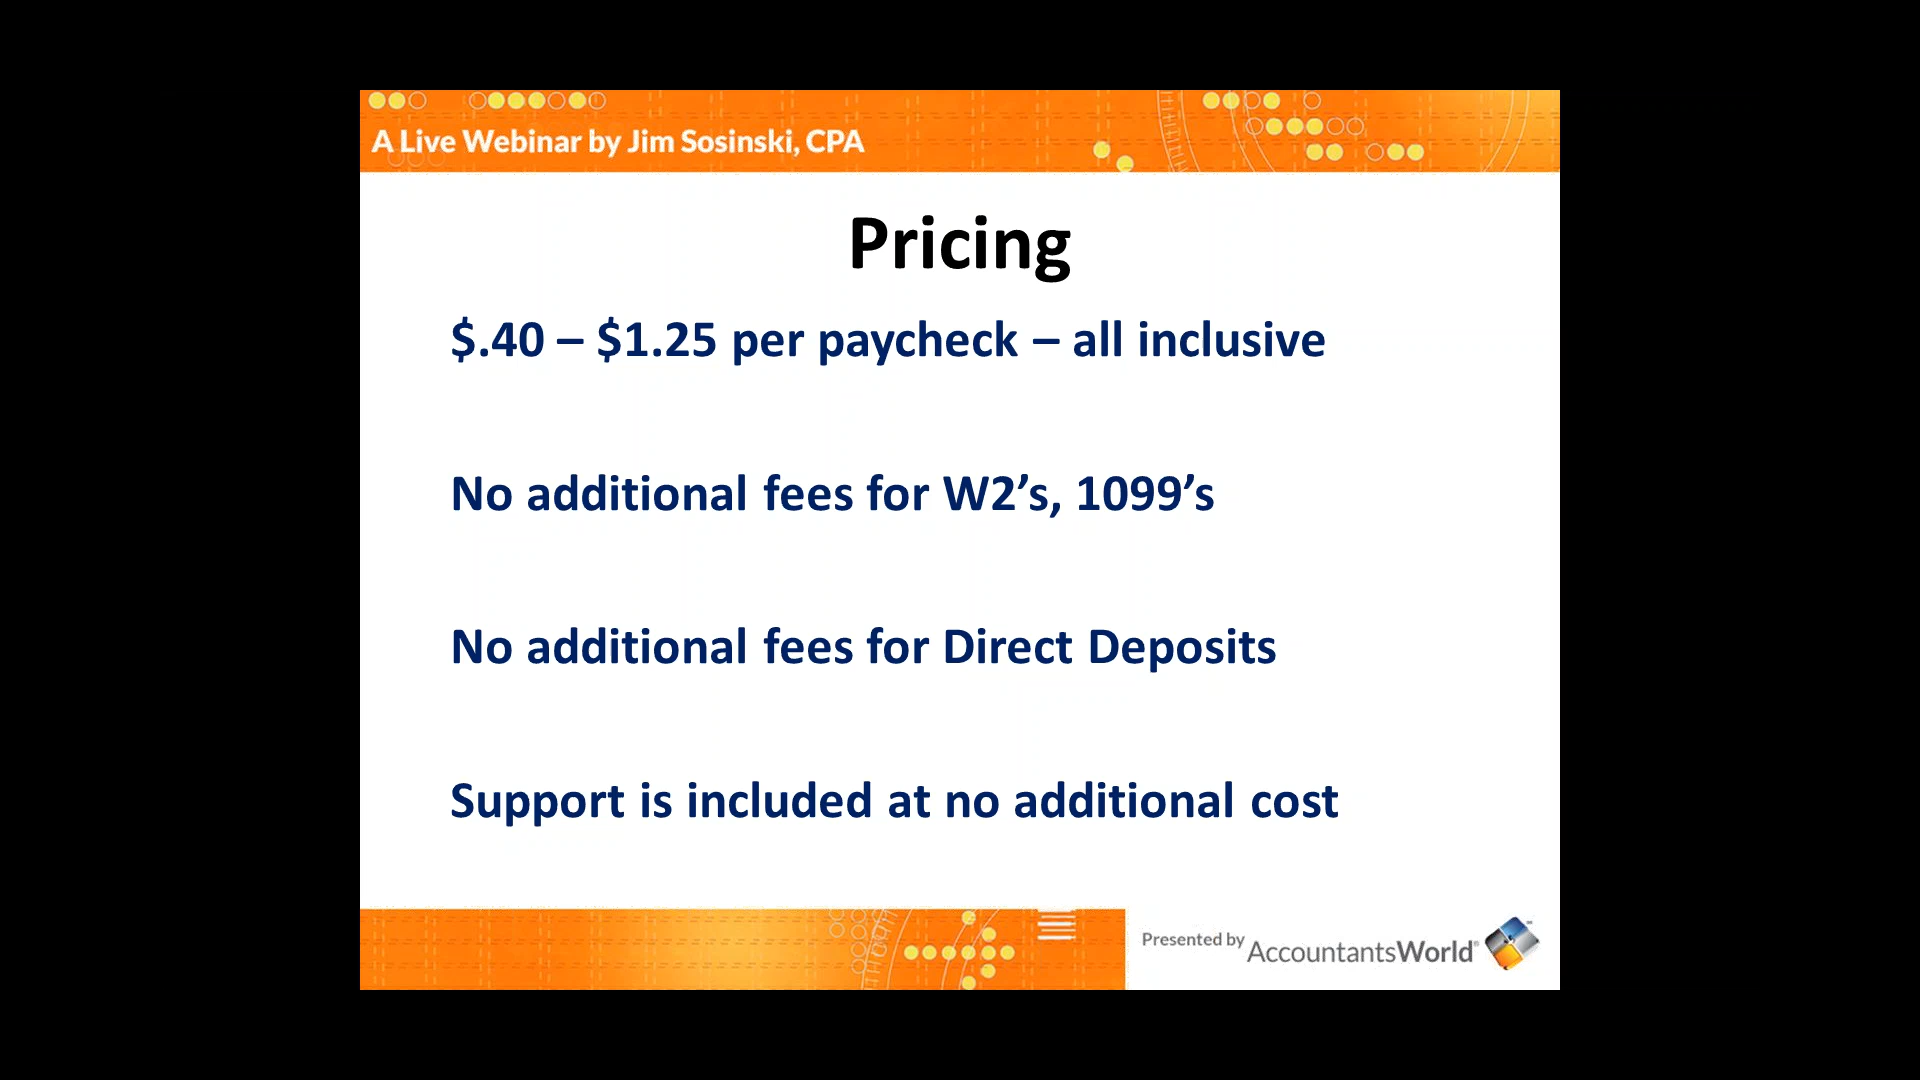 A Live Webinar by Jim Sosinski, CPA
Pricing
$.40 – $1.25 per paycheck – all inclusive
No additional fees for W2’s, 1099’s
No additional fees for Direct Deposits
Support is included at no additional cost
Presented by AccountantsWorld®